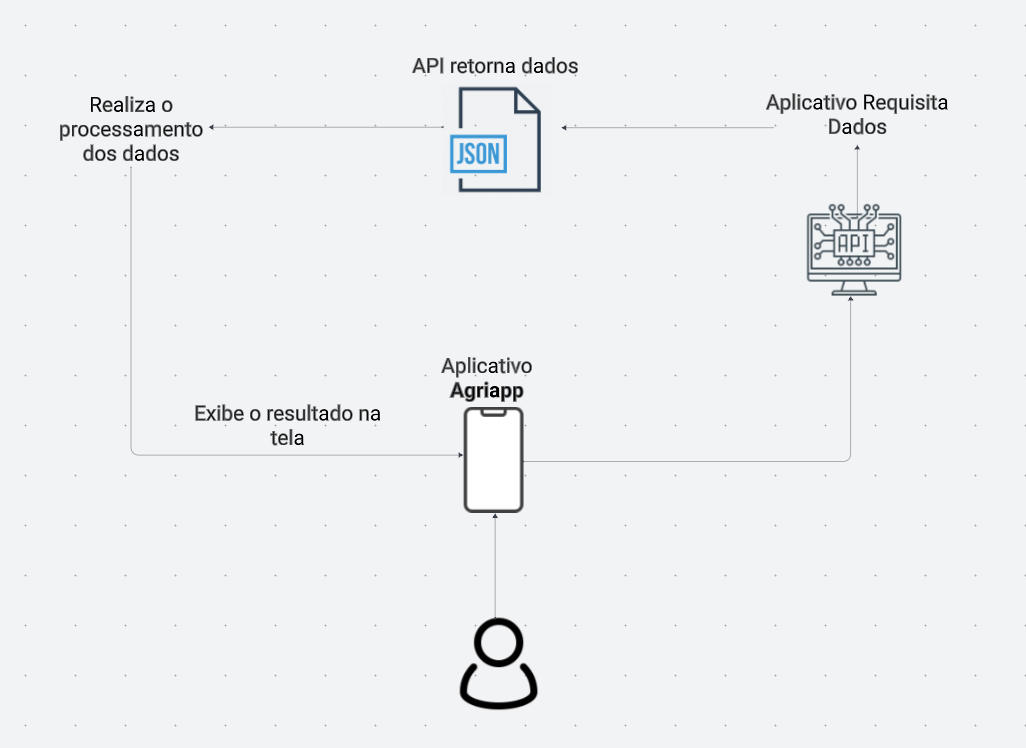 API retorna dados
Realiza o
processamento
dos dados
JSON
Aplicativo Requisita
Dados
API
Aplicativo
Agriapp
Exibe o resultado na
tela